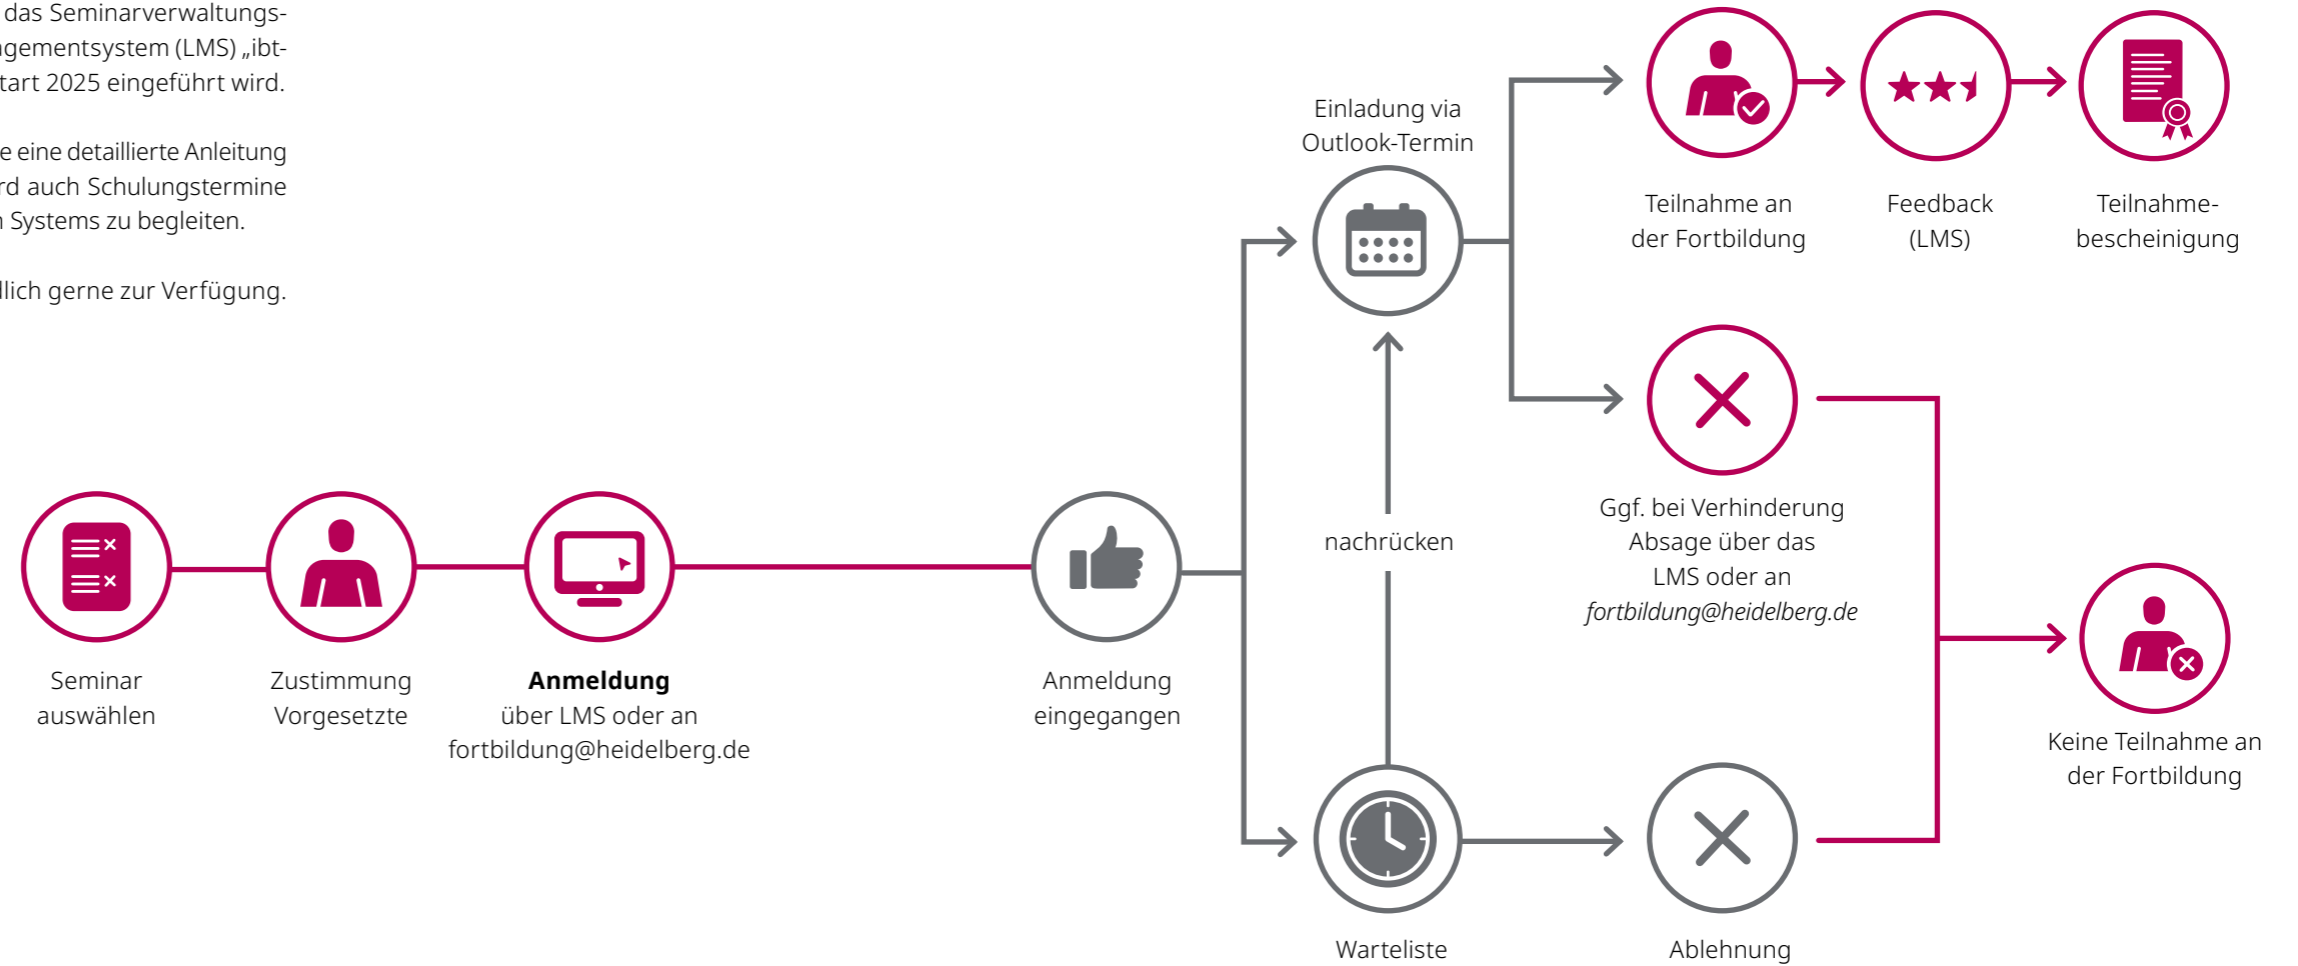 das Seminarverwaltungs-
gementsystem (LMS) „ibt-
tart 2025 eingeführt wird.
e eine detaillierte Anleitung
rd auch Schulungstermine
Systems zu begleiten.
lich gerne zur Verfügung.
Einladung via
Outlook-Termin
Teilnahme an
der Fortbildung
Feedback
(LMS)
Teilnahme-
bescheinigung
nachrücken
Ggf. bei Verhinderung
Absage über das
LMS oder an
fortbildung@heidelberg.de
Seminar
auswählen
Zustimmung
Vorgesetzte
Anmeldung
über LMS oder an
fortbildung@heidelberg.de
Anmeldung
eingegangen
Keine Teilnahme an
der Fortbildung
Warteliste
Ablehnung